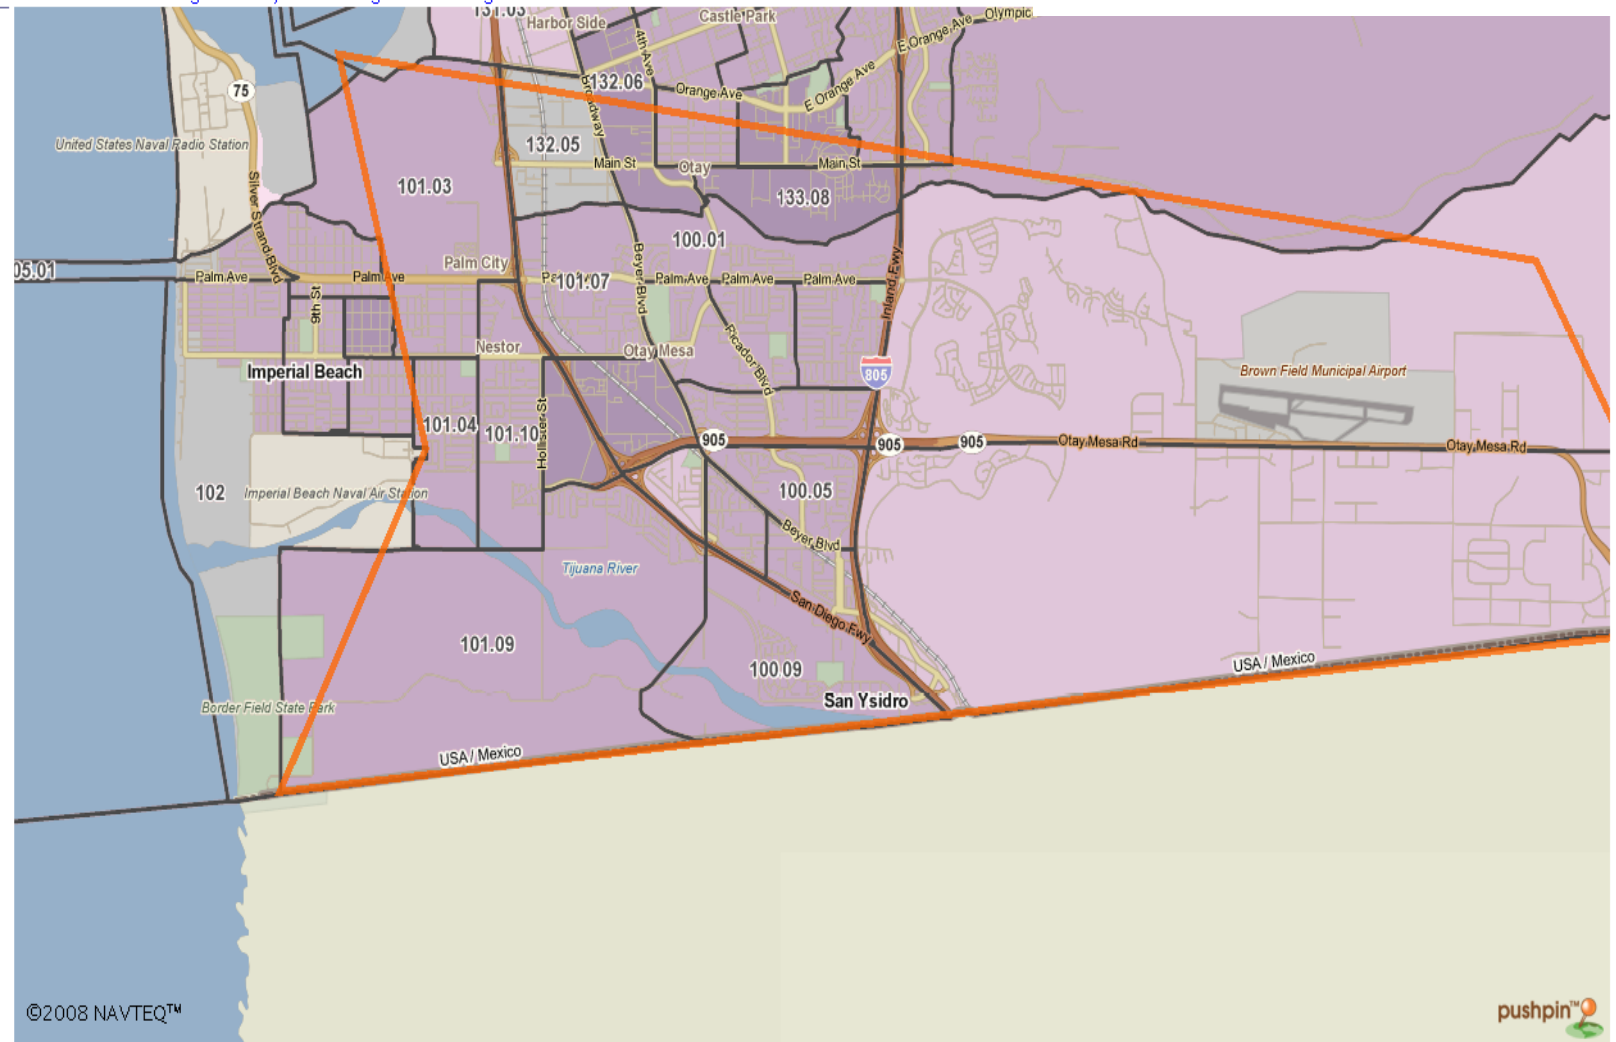 131.03
Harbor Side
Castle Park
Olympic
E Orange Ave
4th Ave
75
132.06
Orange Ave
E Orange Ave
Broadway
United States Naval Radio Station
132.05
Main St
Otay
Main St
101.03
133.08
Silver Strand Blvd
100.01
Palm City
05.01
Palm Ave
Palm Ave
101.07
Beyer Blvd
Palm Ave
Palm Ave
Palm Ave
Inland Fwy
9th St
Nestor
Otay Mesa
Picador Blvd
Imperial Beach
805
Brown Field Municipal Airport
101.04
101.10
Hollister St
905
905
905
Otay Mesa Rd
Otay Mesa Rd
102
Imperial Beach Naval Air Station
100.05
Beyer Blvd
Tijuana River
San Diego Fwy
101.09
100.09
USA / Mexico
San Ysidro
Border Field State Park
USA / Mexico
©2008 NAVTEQ™
pushpin™